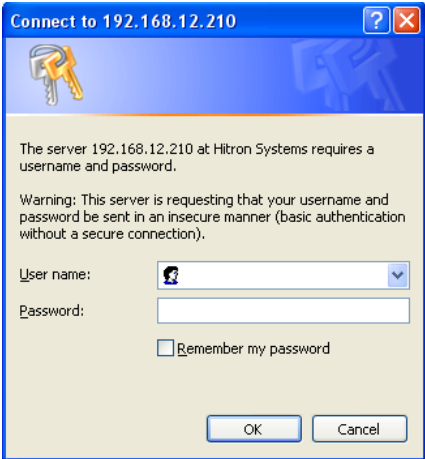 Connect to 192.168.12.210
The server 192.168.12.210 at Hitron Systems requires a
username and password.
Warning: This server is requesting that your username and
password be sent in an insecure manner (basic authentication
without a secure connection).
User name:
Password:
Remember my password
OK Cancel